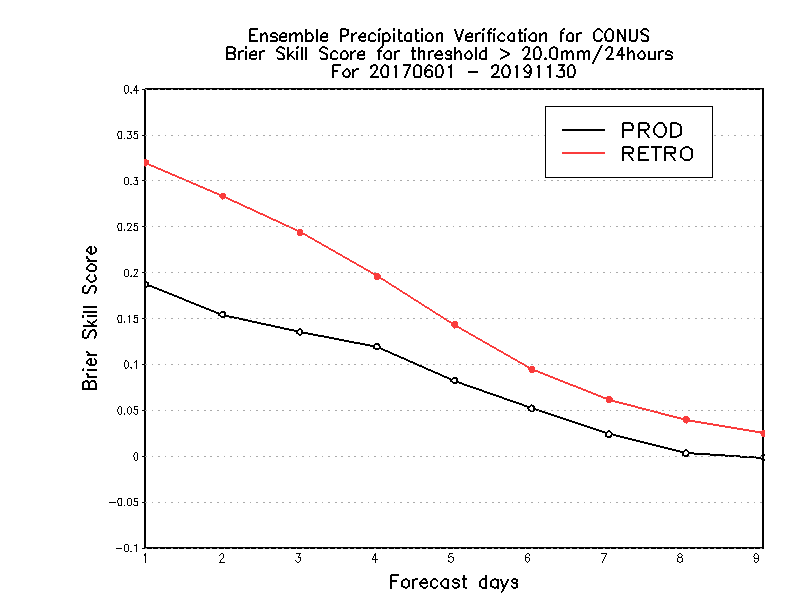 Ensemble Precipitation Verification for CONUS
Brier Skill Score for threshold > 20.0mm/24hours
For 20170601 - 20191130
PROD
RETRO
0.4
0.35
0.3
0.25
0.2
0.15
0.1
0.05
0
-0.05
-0.1
Brier Skill Score
1 2 3 4 5 6 7 8 9
Forecast days